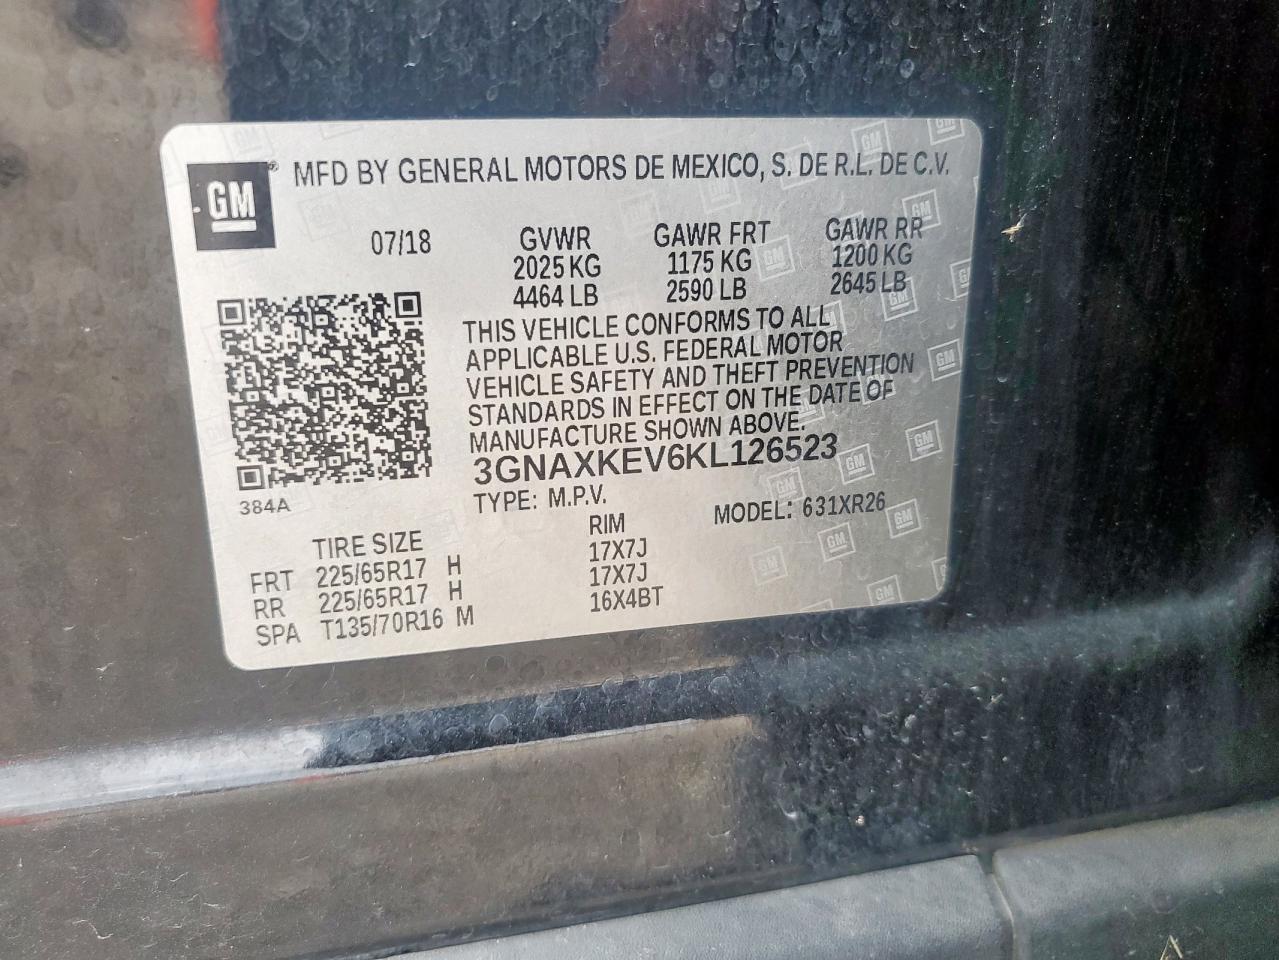 GM
MFD BY GENERAL MOTORS DE MEXICO, S. DE R.L. DE C.V.
07/18
GVWR GAWR FRT GAWR RR
2025 KG 1175 KG 1200 KG
4464 LB 2590 LB 2645 LB
THIS VEHICLE CONFORMS TO ALL
APPLICABLE U.S. FEDERAL MOTOR
VEHICLE SAFETY AND THEFT PREVENTION
STANDARDS IN EFFECT ON THE DATE OF
MANUFACTURE SHOWN ABOVE.
3GNAXKEV6KL126523
384A
TYPE: M.P.V. MODEL: 631XR26
TIRE SIZE RIM
FRT 225/65R17 H 17X7J
RR 225/65R17 H 17X7J
SPA T135/70R16 M 16X4BT